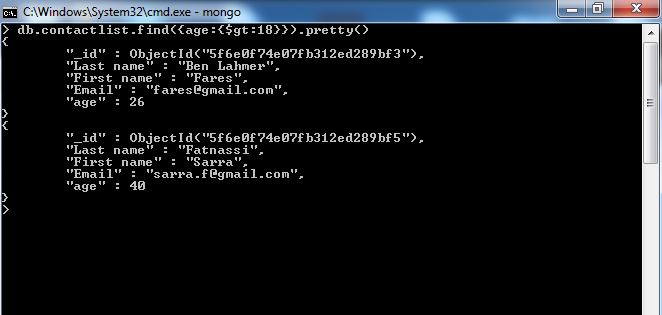 C:\Windows\System32\cmd.exe - mongo
> db.contactlist.find({age:{$gt:18}}).pretty()
{
"_id" : ObjectId("5f6e0f74e07fb312ed289bf3"),
"Last name" : "Ben Lahmer",
"First name" : "Fares",
"Email" : "fares@gmail.com",
"age" : 26
}
{
"_id" : ObjectId("5f6e0f74e07fb312ed289bf5"),
"Last name" : "Fatnassi",
"First name" : "Sarra",
"Email" : "sarra.f@gmail.com",
"age" : 40
}
>